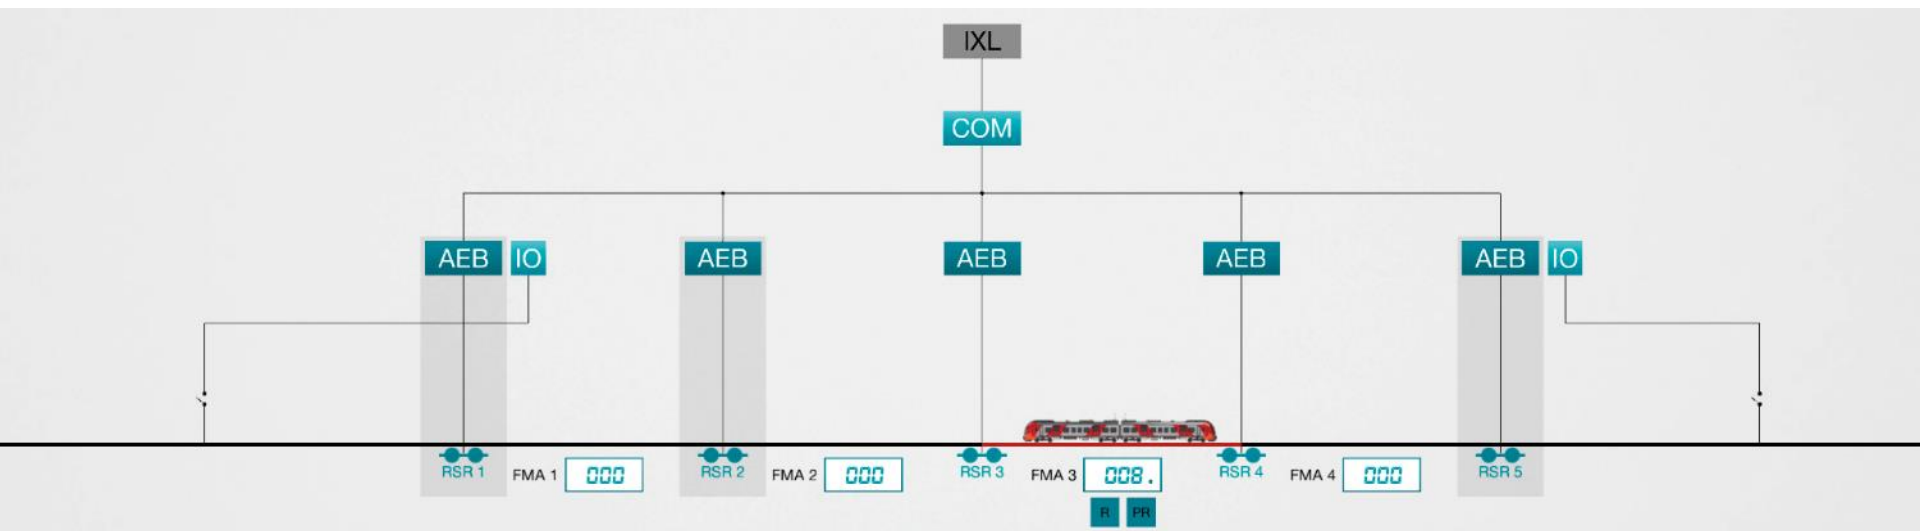 IXL
COM
AEB IO AEB AEB AEB AEB IO
RSR 1 RSR 2 RSR 3 RSR 4 RSR 5
FMA 1 000 FMA 2 000 FMA 3 008. FMA 4 000
R PR